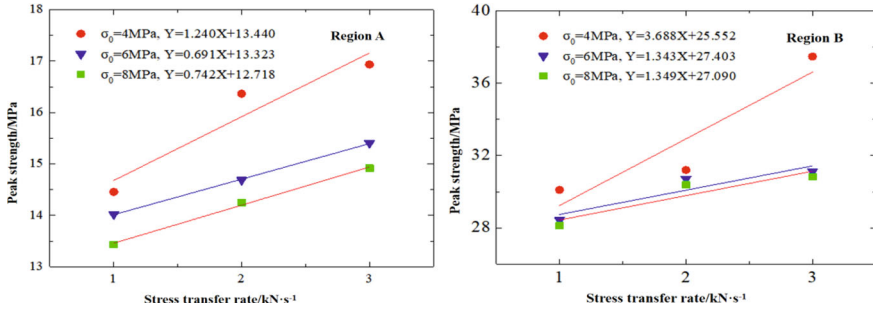 18
17
16
15
14
13
Peak strength/MPa
σ₀=4MPa, Y=1.240X+13.440
σ₀=6MPa, Y=0.691X+13.323
σ₀=8MPa, Y=0.742X+12.718
Region A
1 2 3
Stress transfer rate/kN·s⁻¹
40
36
32
28
24
Peak strength/MPa
σ₀=4MPa, Y=3.688X+25.552
σ₀=6MPa, Y=1.343X+27.403
σ₀=8MPa, Y=1.349X+27.090
Region B
1 2 3
Stress transfer rate/kN·s⁻¹